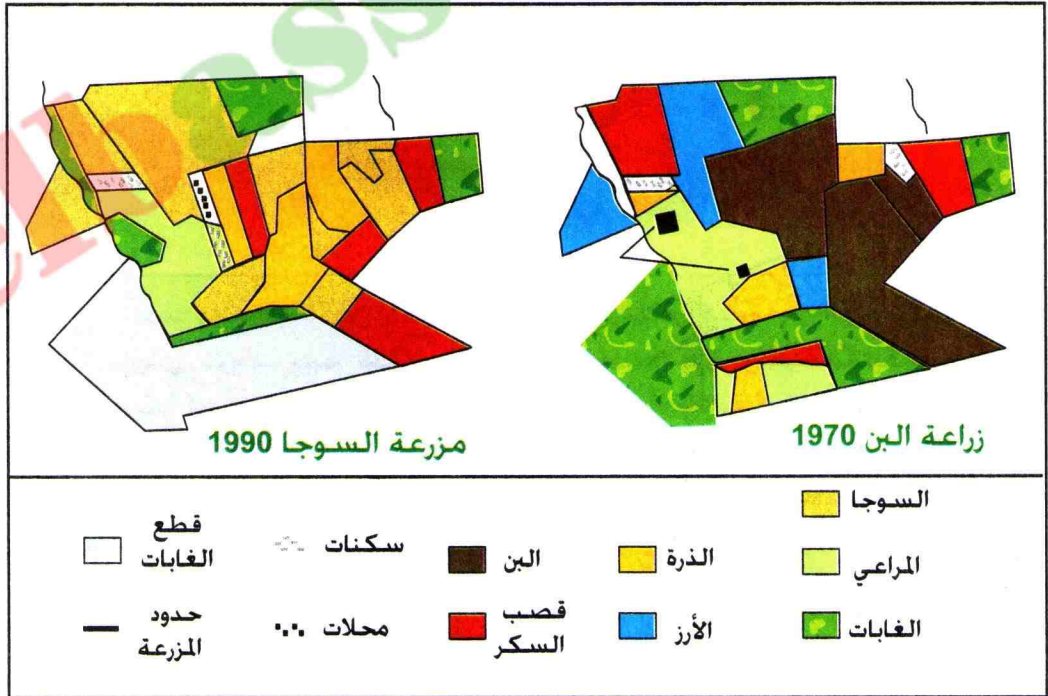 زراعة البن 1970
مزرعة السوجا 1990
السوجا
المراعي
الغابات
الذرة
الأرز
البن
قصب
السكر
سكنات
محلات
قطع
الغابات
حدود
المزرعة